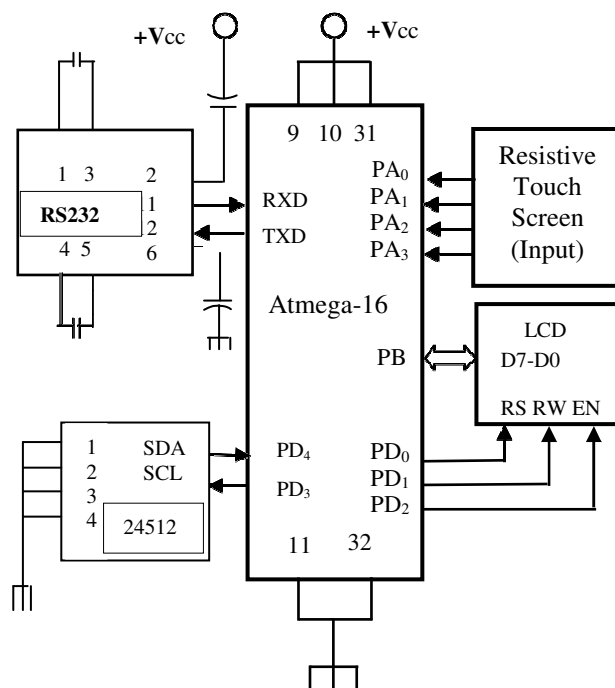 +Vcc
+Vcc
9 10 31
1 3 2
RS232
1
2
4 5 6
RXD
TXD
PA0
PA1
PA2
PA3
Resistive
Touch
Screen
(Input)
Atmega-16
PB
LCD
D7-D0
RS RW EN
1
2
3
4
SDA
SCL
24512
PD4
PD3
PD0
PD1
PD2
11 32